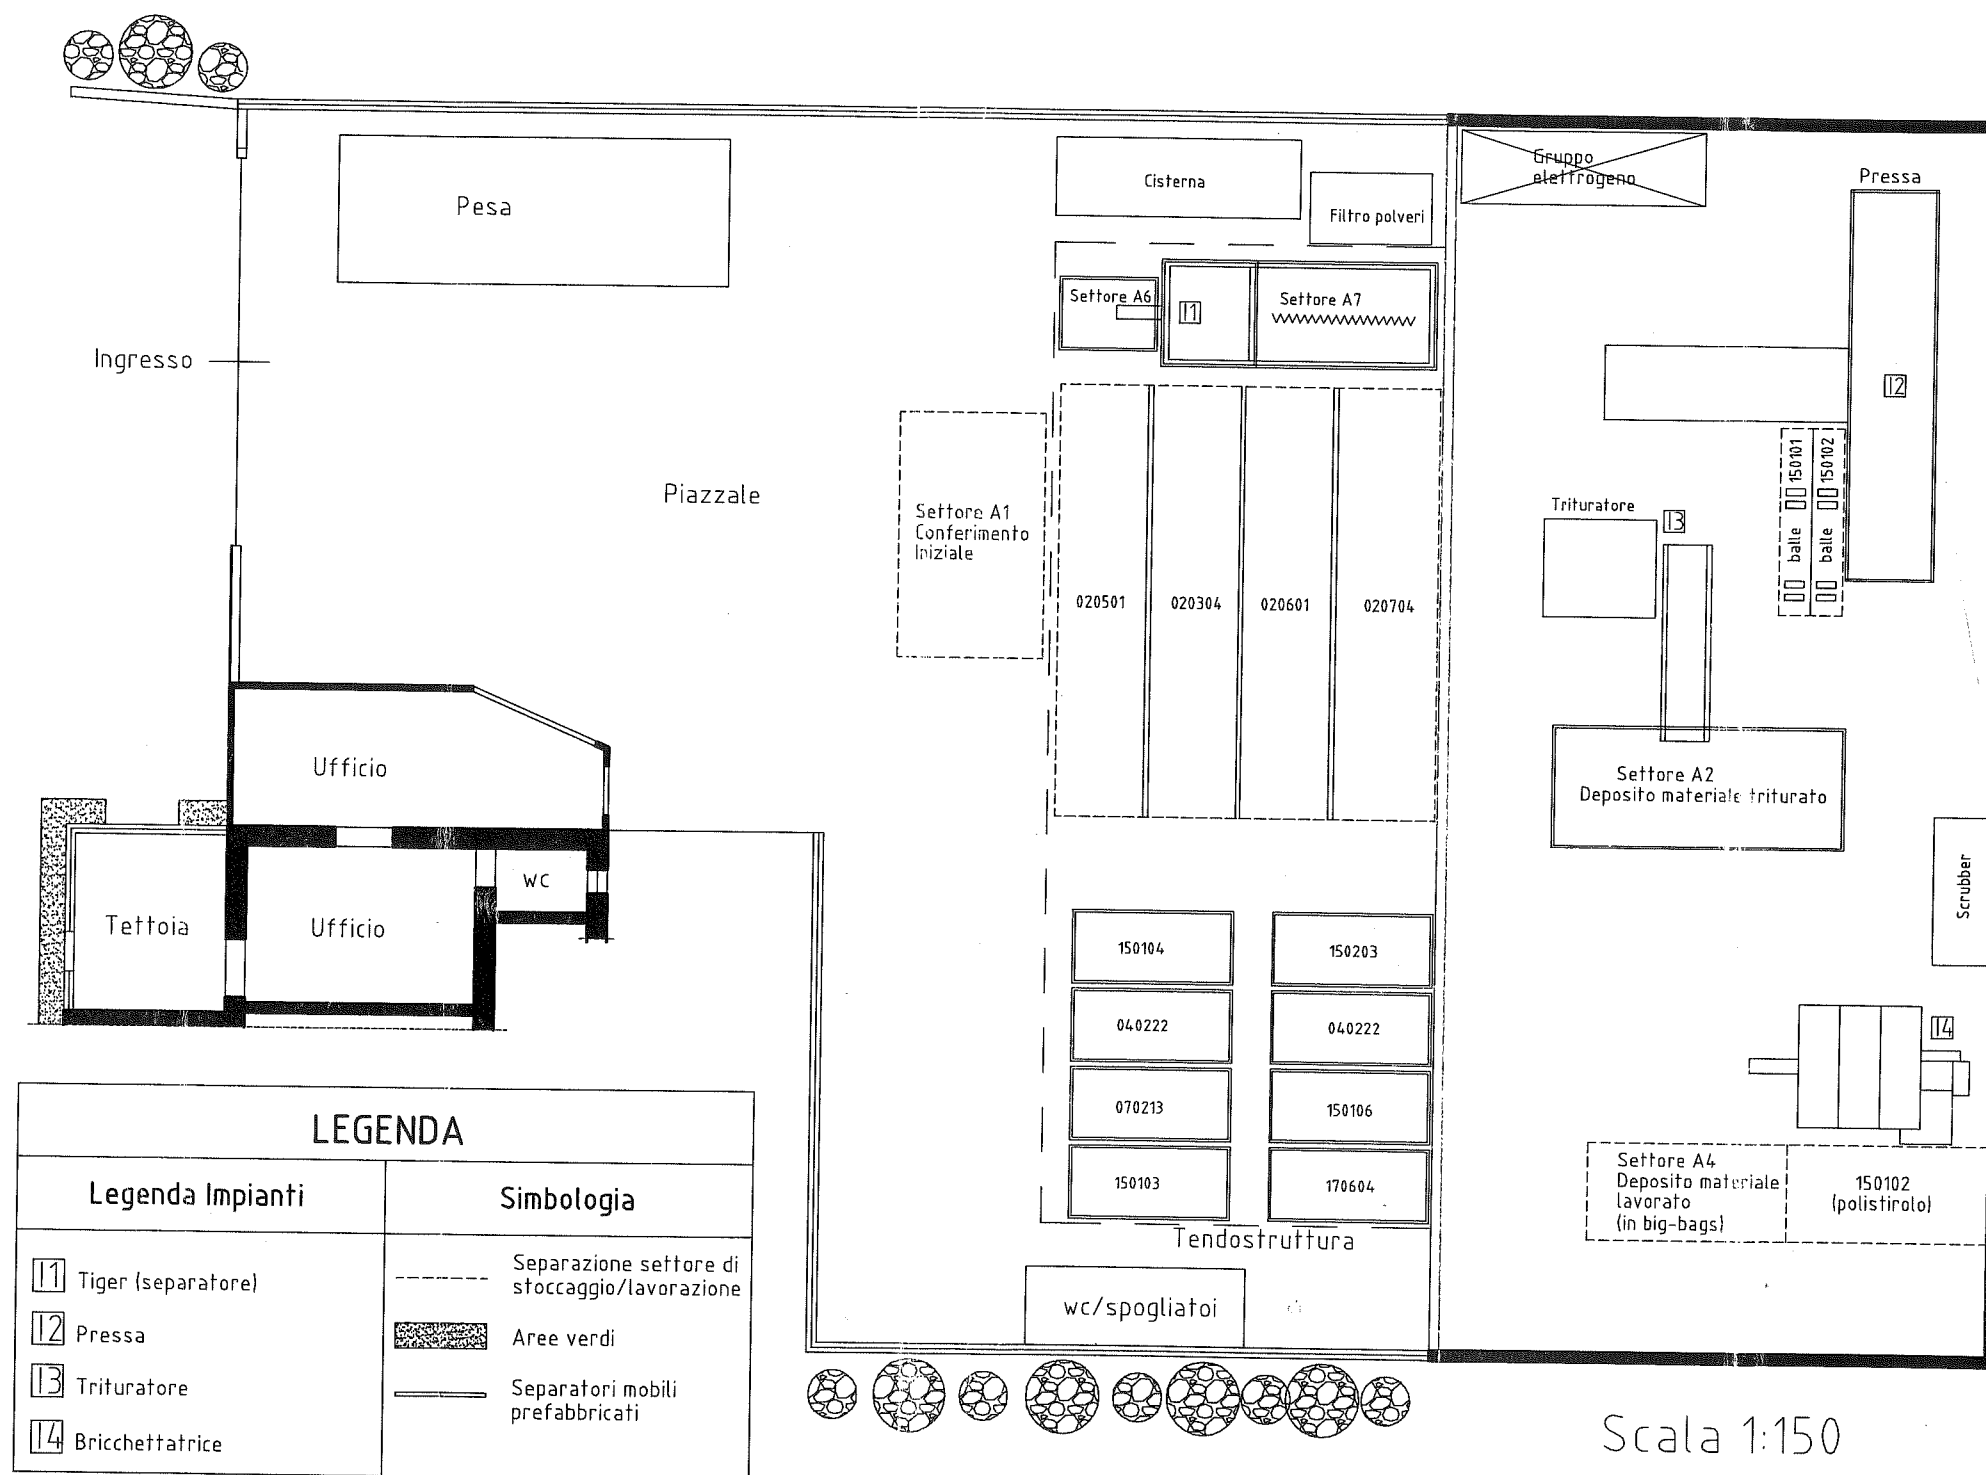 Pesa
Cisterna
Filtro polveri
Gruppo
elettrogeno
Pressa
Settore A6
I1
Settore A7
Ingresso
I2
Piazzale
Settore A1
Conferimento
Iniziale
150101
150102
balle
balle
Trituratore
I3
020501
020304
020601
020704
Ufficio
Settore A2
Deposito materiale triturato
Scrubber
WC
Tettoia
Ufficio
150104
150203
040222
040222
070213
150106
150103
170604
I4
Settore A4
Deposito materiale
lavorato
(in big-bags)
150102
(polistirolo)
Tendostruttura
wc/spogliatoi
LEGENDA
Legenda Impianti
I1 Tiger (separatore)
I2 Pressa
I3 Trituratore
I4 Bricchettatrice
Simbologia
Separazione settore di
stoccaggio/lavorazione
Aree verdi
Separatori mobili
prefabbricati
Scala 1:150